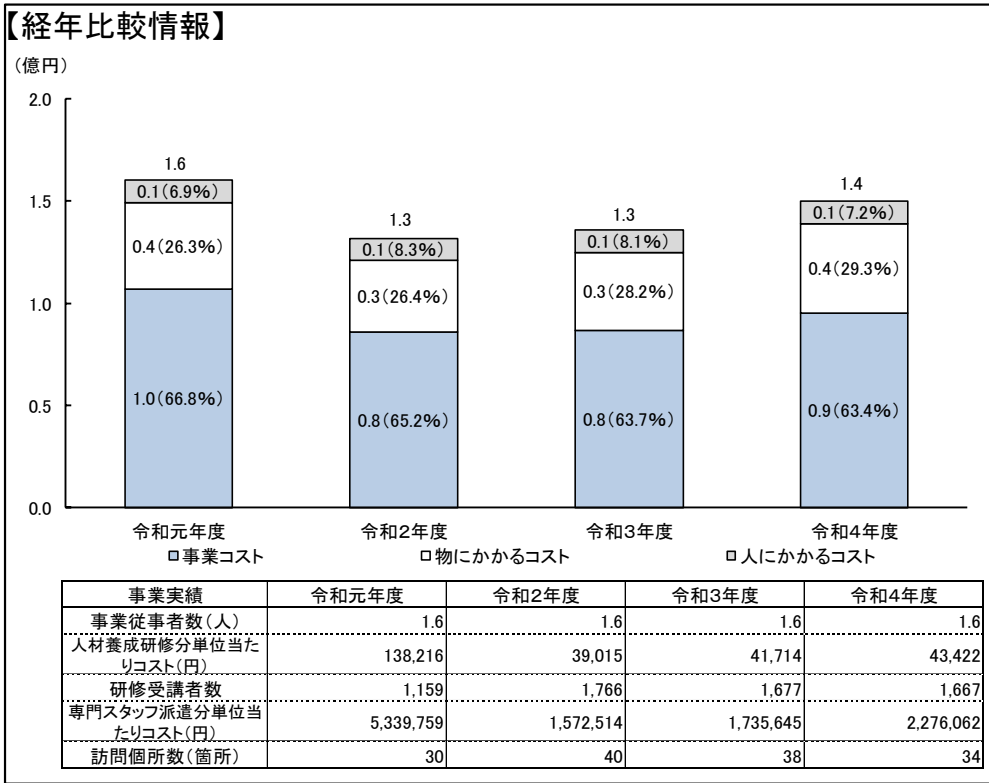 【経年比較情報】
（億円）
2.0
1.5
1.0
0.5
0.0
1.6
0.1（6.9%）
0.4（26.3%）
1.0（66.8%）
1.3
0.1（8.3%）
0.3（26.4%）
0.8（65.2%）
1.3
0.1（8.1%）
0.3（28.2%）
0.8（63.7%）
1.4
0.1（7.2%）
0.4（29.3%）
0.9（63.4%）
令和元年度 令和2年度 令和3年度 令和4年度
事業コスト 物にかかるコスト 人にかかるコスト
事業実績 令和元年度 令和2年度 令和3年度 令和4年度
事業従事者数（人） 1.6 1.6 1.6 1.6
人材養成研修分単位当た
りコスト（円） 138,216 39,015 41,714 43,422
研修受講者数 1,159 1,766 1,677 1,667
専門スタッフ派遣分単位当
たりコスト（円） 5,339,759 1,572,514 1,735,645 2,276,062
訪問個所数（箇所） 30 40 38 34